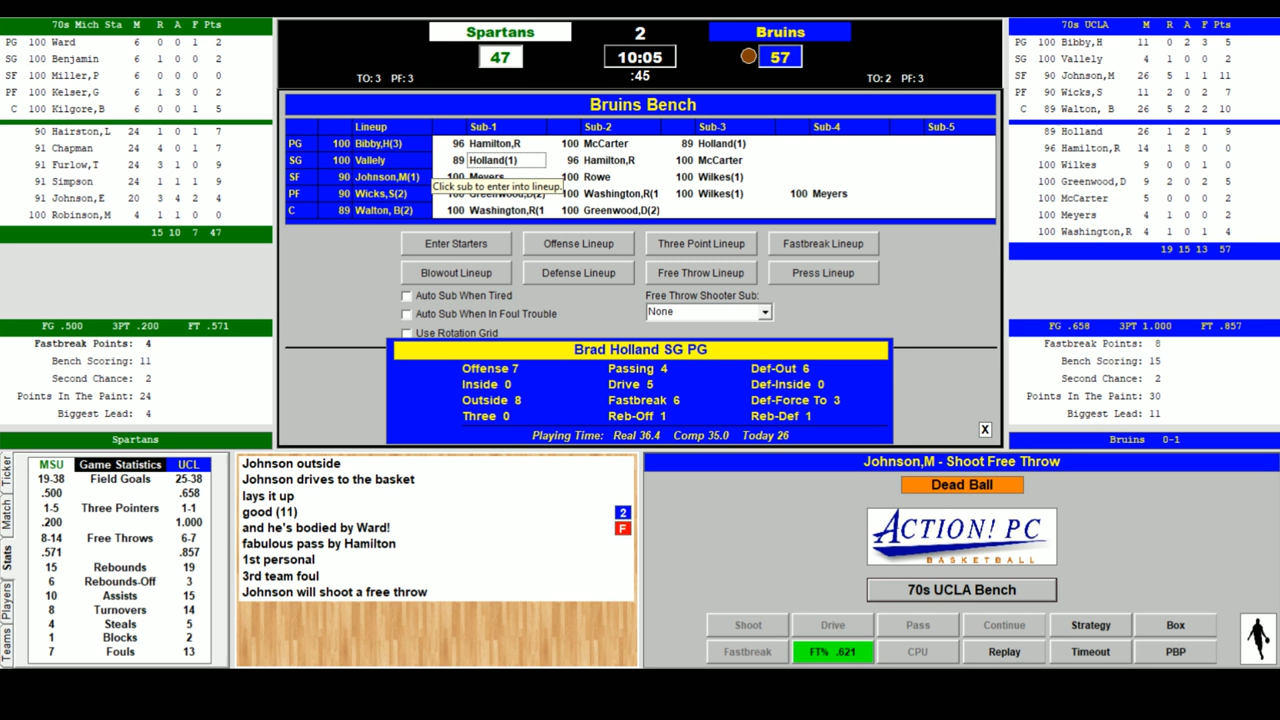 70s Mich Sta M R A F Pts
PG 100 Ward 6 0 0 1 2
SG 100 Benjamin 6 1 0 0 2
SF 100 Miller,P 6 0 0 0 0
PF 92 Kelser,G 6 1 3 0 2
C 100 Kilgore,B 6 0 0 1 5
90 Hairston,L 24 1 0 1 7
91 Chapman 24 4 0 1 7
91 Furlow,T 24 3 1 0 9
91 Simpson 24 1 1 1 9
91 Johnson,E 20 3 4 2 4
100 Robinson,M 4 1 1 0 0
15 10 7 47
FG .500 3PT .200 FT .571
Fastbreak Points: 4
Bench Scoring: 11
Second Chance: 2
Points In The Paint: 24
Biggest Lead: 4
Spartans
Spartans 2 Bruins
47 10:05 57
:45
TO: 3 PF: 3 TO: 2 PF: 3
Bruins Bench
Lineup Sub-1 Sub-2 Sub-3 Sub-4 Sub-5
PG 100 Bibby,H(3) 96 Hamilton,R 100 McCarter 89 Holland(1)
SG 100 Vallely 89 Holland(1) 96 Hamilton,R 100 McCarter
SF 90 Johnson,M(1) 100 Meyers 100 Rowe 100 Wilkes(1)
Click sub to enter into lineup.
PF 90 Wicks,S(2) 100 Greenwood,D(2) 100 Washington,R(1 100 Wilkes(1) 100 Meyers
C 89 Walton, B(2) 100 Washington,R(1 100 Greenwood,D(2)
Enter Starters Offense Lineup Three Point Lineup Fastbreak Lineup
Blowout Lineup Defense Lineup Free Throw Lineup Press Lineup
Auto Sub When Tired
Auto Sub When In Foul Trouble
Use Rotation Grid
Free Throw Shooter Sub:
None
Brad Holland SG PG
Offense 7 Passing 4 Def-Out 6
Inside 0 Drive 5 Def-Inside 0
Outside 8 Fastbreak 6 Def-Force To 3
Three 0 Reb-Off 1 Reb-Def 1
Playing Time: Real 36.4 Comp 35.0 Today 26
X
70s UCLA M R A F Pts
PG 100 Bibby,H 11 0 2 3 5
SG 100 Vallely 4 1 0 0 2
SF 90 Johnson,M 26 5 1 1 11
PF 90 Wicks,S 11 2 0 2 7
C 89 Walton, B 26 5 2 2 10
89 Holland 26 1 2 1 9
96 Hamilton,R 14 1 8 0 0
100 Wilkes 9 0 0 1 0
91 Greenwood,D 9 2 0 2 5
100 McCarter 5 0 0 0 2
100 Meyers 4 1 0 0 2
100 Washington,R 4 1 0 1 4
19 15 13 57
FG .658 3PT 1.000 FT .857
Fastbreak Points: 8
Bench Scoring: 15
Second Chance: 2
Points In The Paint: 30
Biggest Lead: 11
Bruins 0-1
Ticker
Match
Stats
Players
Teams
MSU Game Statistics UCL
19-38 Field Goals 25-38
.500 .658
1-5 Three Pointers 1-1
.200 1.000
8-14 Free Throws 6-7
.571 .857
15 Rebounds 19
6 Rebounds-Off 3
10 Assists 15
8 Turnovers 14
4 Steals 5
1 Blocks 2
7 Fouls 13
Johnson outside
Johnson drives to the basket
lays it up
good (11) 2
and he's bodied by Ward! F
fabulous pass by Hamilton
1st personal
3rd team foul
Johnson will shoot a free throw
Johnson,M - Shoot Free Throw
Dead Ball
ACTION! PC
BASKETBALL
70s UCLA Bench
Shoot Drive Pass Continue Strategy Box
Fastbreak FT% .621 CPU Replay Timeout PBP